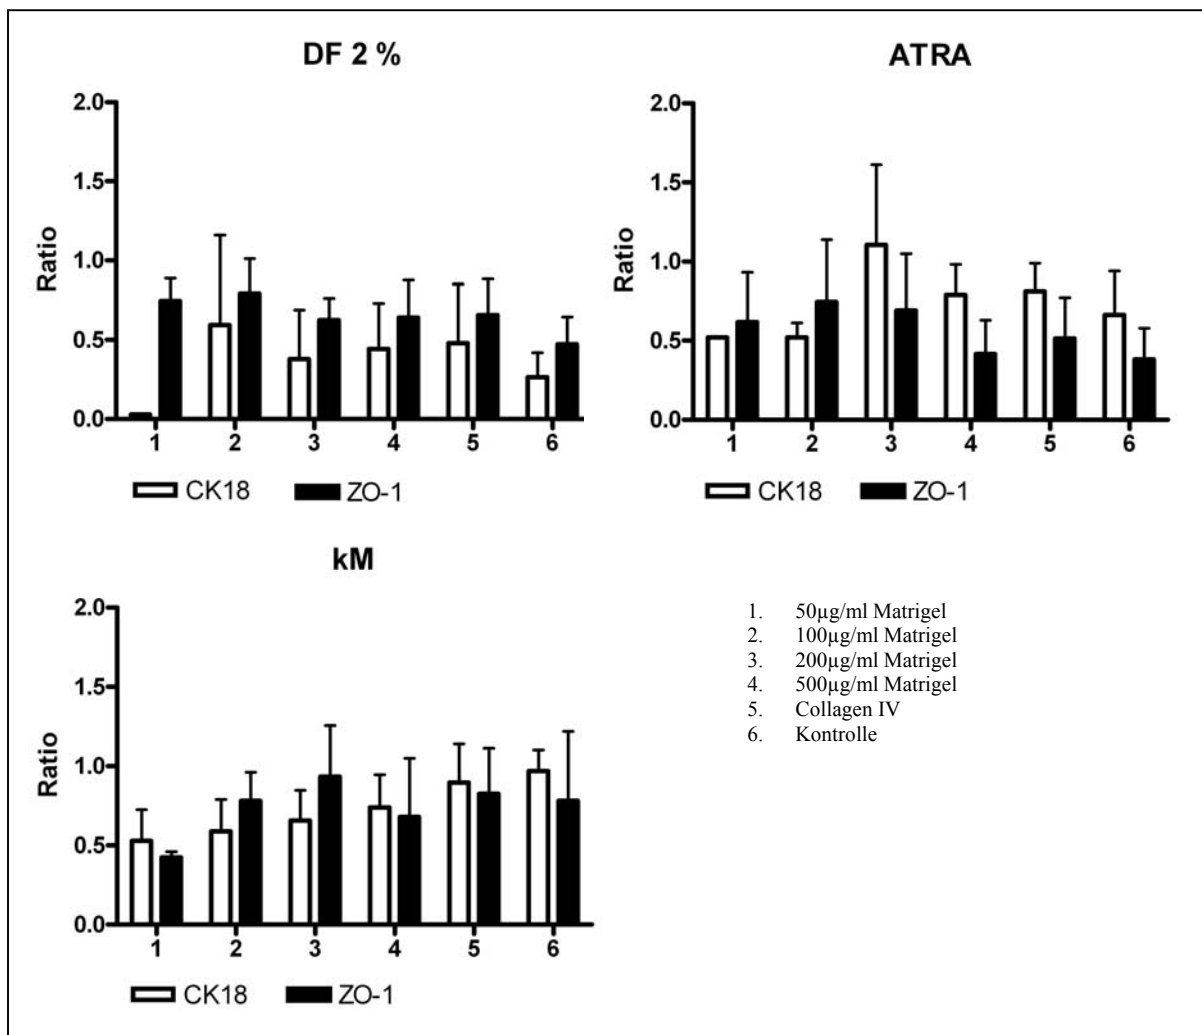 DF 2 %
2.0
1.5
1.0
0.5
0.0
Ratio
1 2 3 4 5 6
CK18 ZO-1
ATRA
2.0
1.5
1.0
0.5
0.0
Ratio
1 2 3 4 5 6
CK18 ZO-1
kM
2.0
1.5
1.0
0.5
0.0
Ratio
1 2 3 4 5 6
CK18 ZO-1
1. 50µg/ml Matrigel
2. 100µg/ml Matrigel
3. 200µg/ml Matrigel
4. 500µg/ml Matrigel
5. Collagen IV
6. Kontrolle